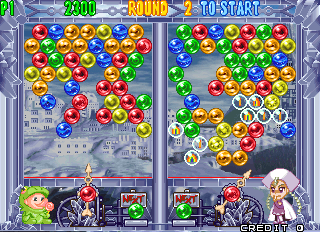 P1 2300 ROUND 2 TO START
NEXT NEXT
CREDIT 0